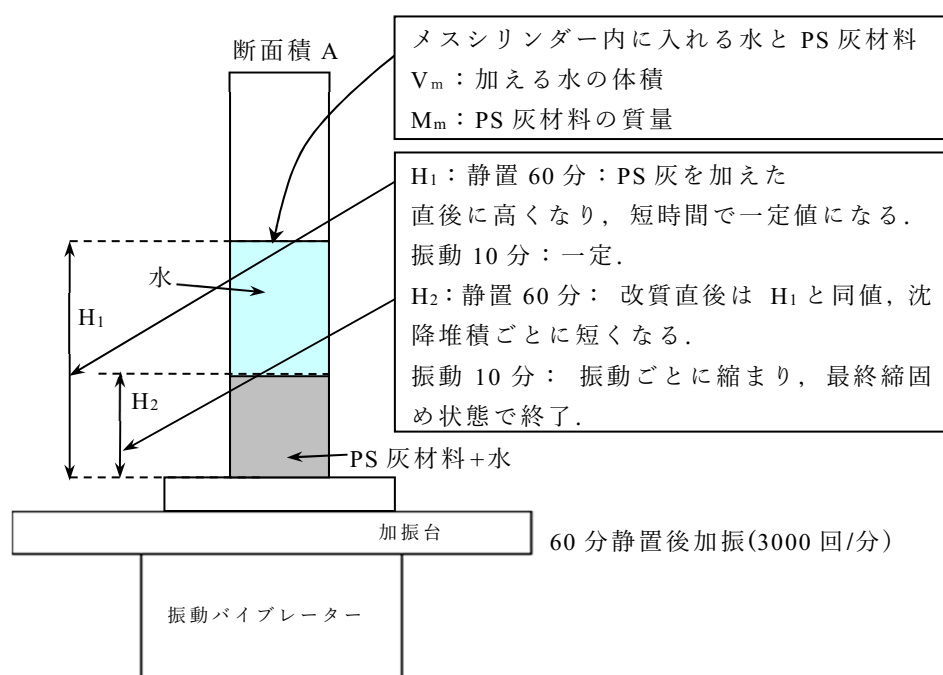 断面積 A
メスシリンダー内に入れる水と PS 灰材料
Vm：加える水の体積
Mm：PS 灰材料の質量
H1：静置 60 分：PS 灰を加えた
直後に高くなり，短時間で一定値になる．
振動 10 分：一定．
H2：静置 60 分： 改質直後は H1 と同値，沈
降堆積ごとに短くなる．
振動 10 分： 振動ごとに縮まり，最終締固
め状態で終了．
水
H1
H2
PS 灰材料+水
加振台
60 分静置後加振(3000 回/分)
振動バイブレーター